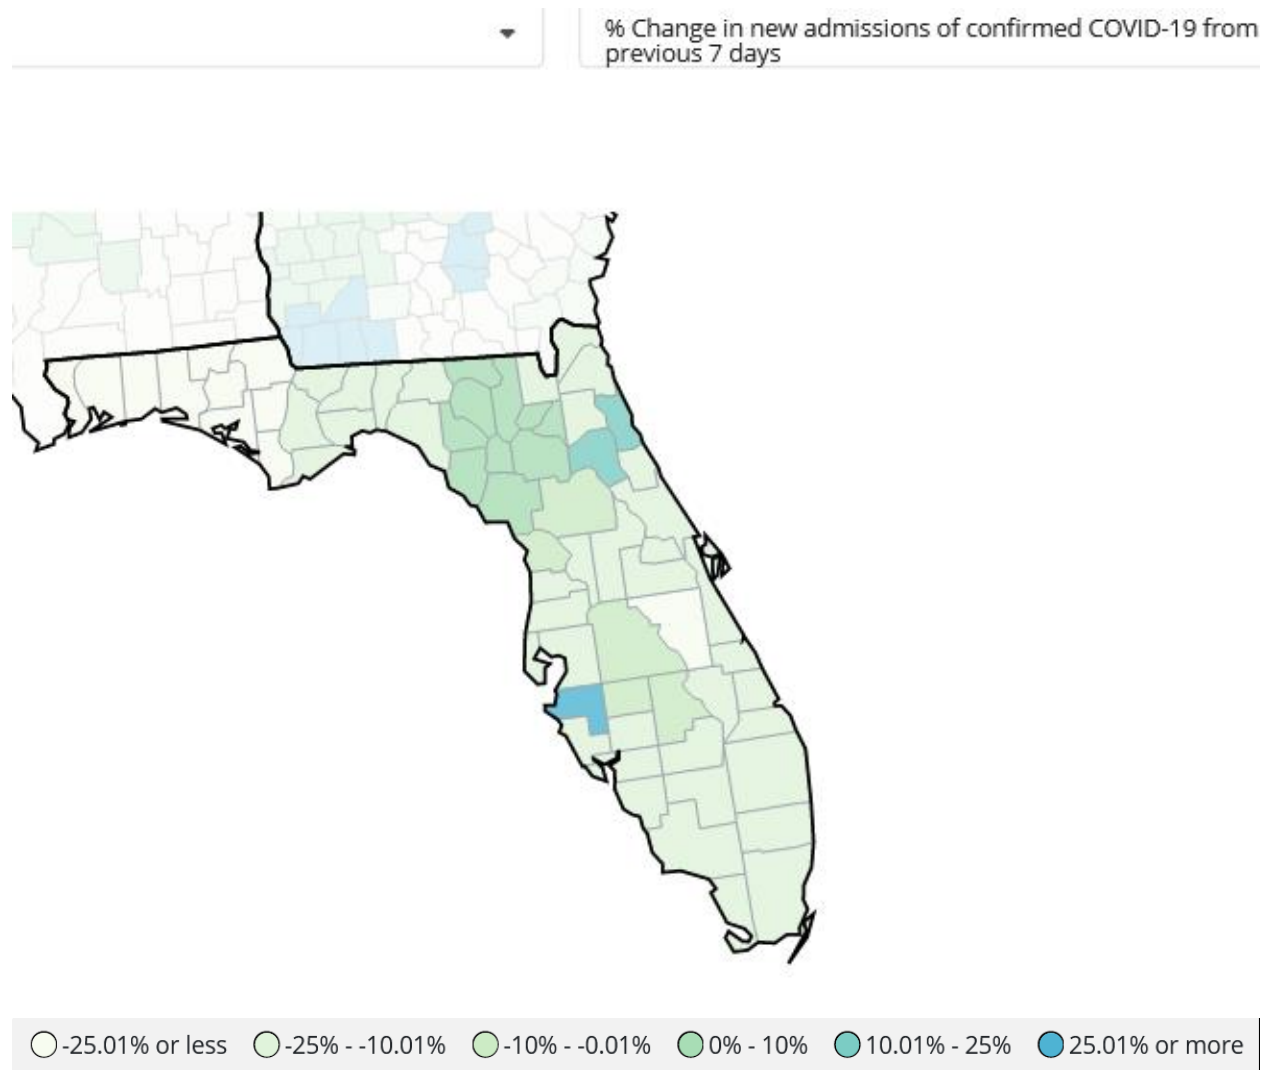 % Change in new admissions of confirmed COVID-19 from
previous 7 days
-25.01% or less -25% - -10.01% -10% - -0.01% 0% - 10% 10.01% - 25% 25.01% or more